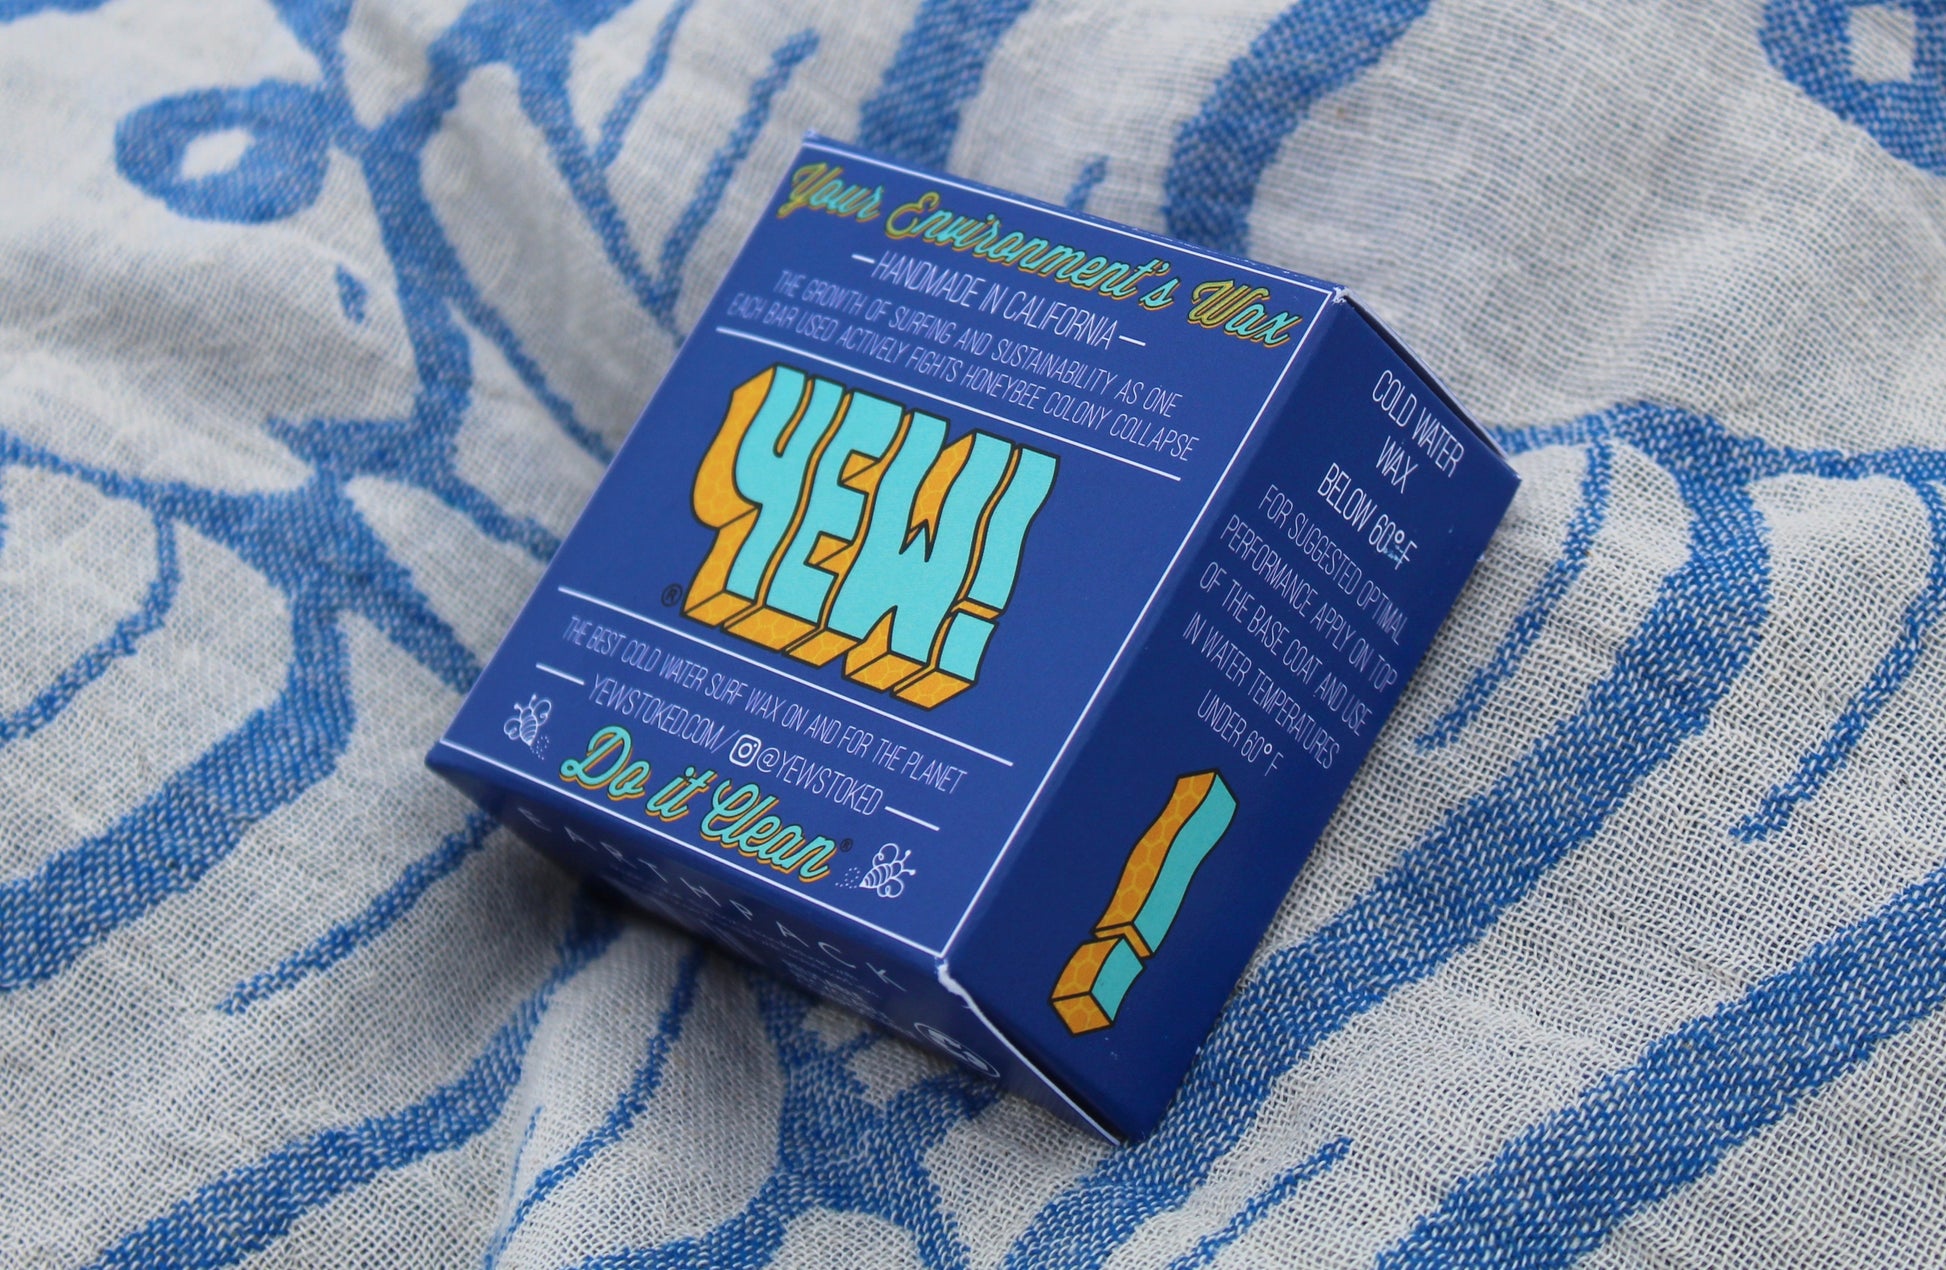 Your Environment's Wax
— HANDMADE IN CALIFORNIA —
THE GROWTH OF SURFING AND SUSTAINABILITY AS ONE
EACH BAR USED ACTIVELY FIGHTS HONEYBEE COLONY COLLAPSE
YEW!
®
THE BEST COLD WATER SURF WAX ON AND FOR THE PLANET
— YEWSTOKED.COM/ @YEWSTOKED —
Do it Clean®
COLD WATER
WAX
BELOW 60°F
FOR SUGGESTED OPTIMAL
PERFORMANCE APPLY ON TOP
OF THE BASE COAT AND USE
IN WATER TEMPERATURES
UNDER 60° F
!
EARTHPACK